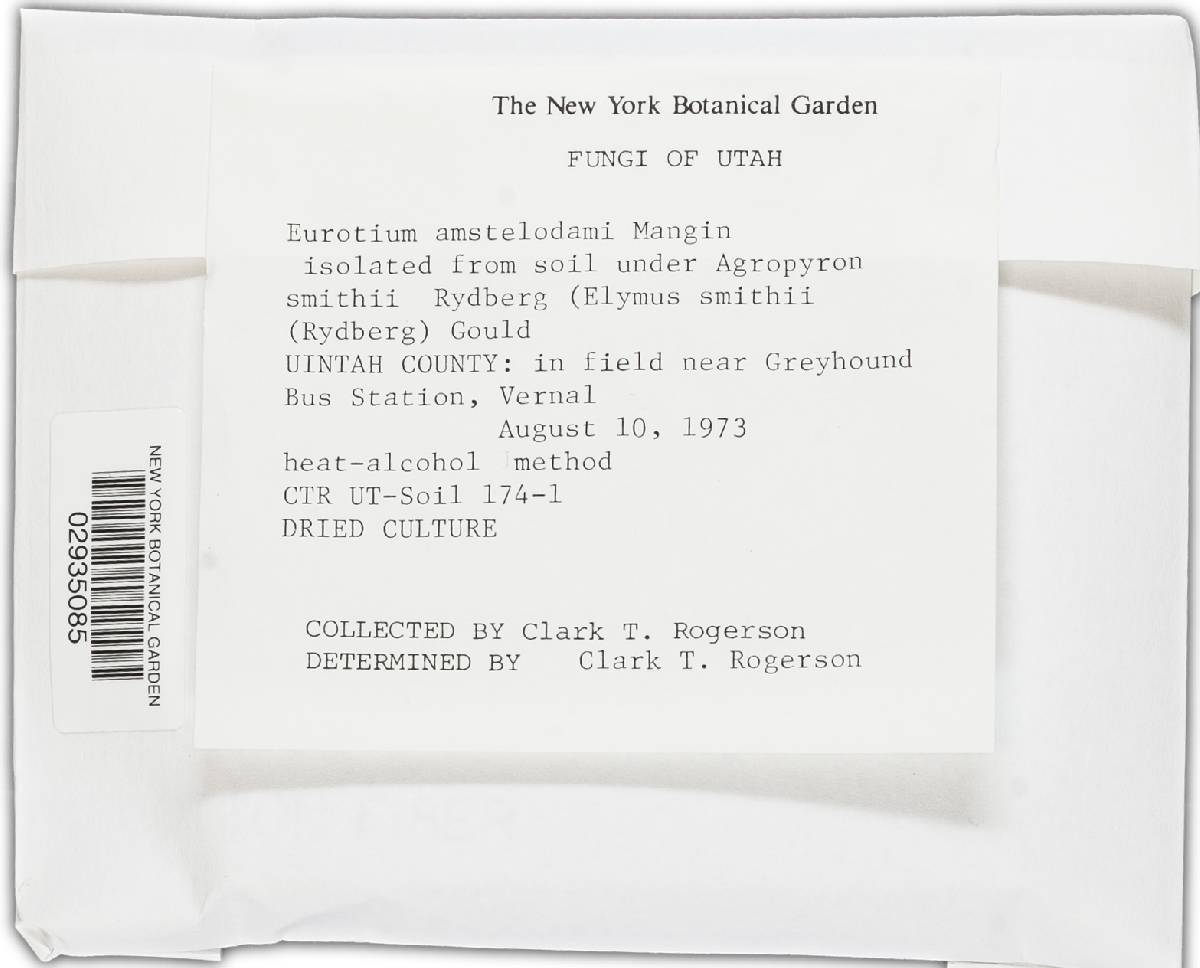 The New York Botanical Garden
FUNGI OF UTAH
Eurotium amstelodami Mangin
isolated from soil under Agropyron
smithii Rydberg (Elymus smithii
(Rydberg) Gould
UINTAH COUNTY: in field near Greyhound
Bus Station, Vernal
August 10, 1973
heat-alcohol method
CTR UT-Soil 174-1
DRIED CULTURE
COLLECTED BY Clark T. Rogerson
DETERMINED BY Clark T. Rogerson
NEW YORK BOTANICAL GARDEN
02935085